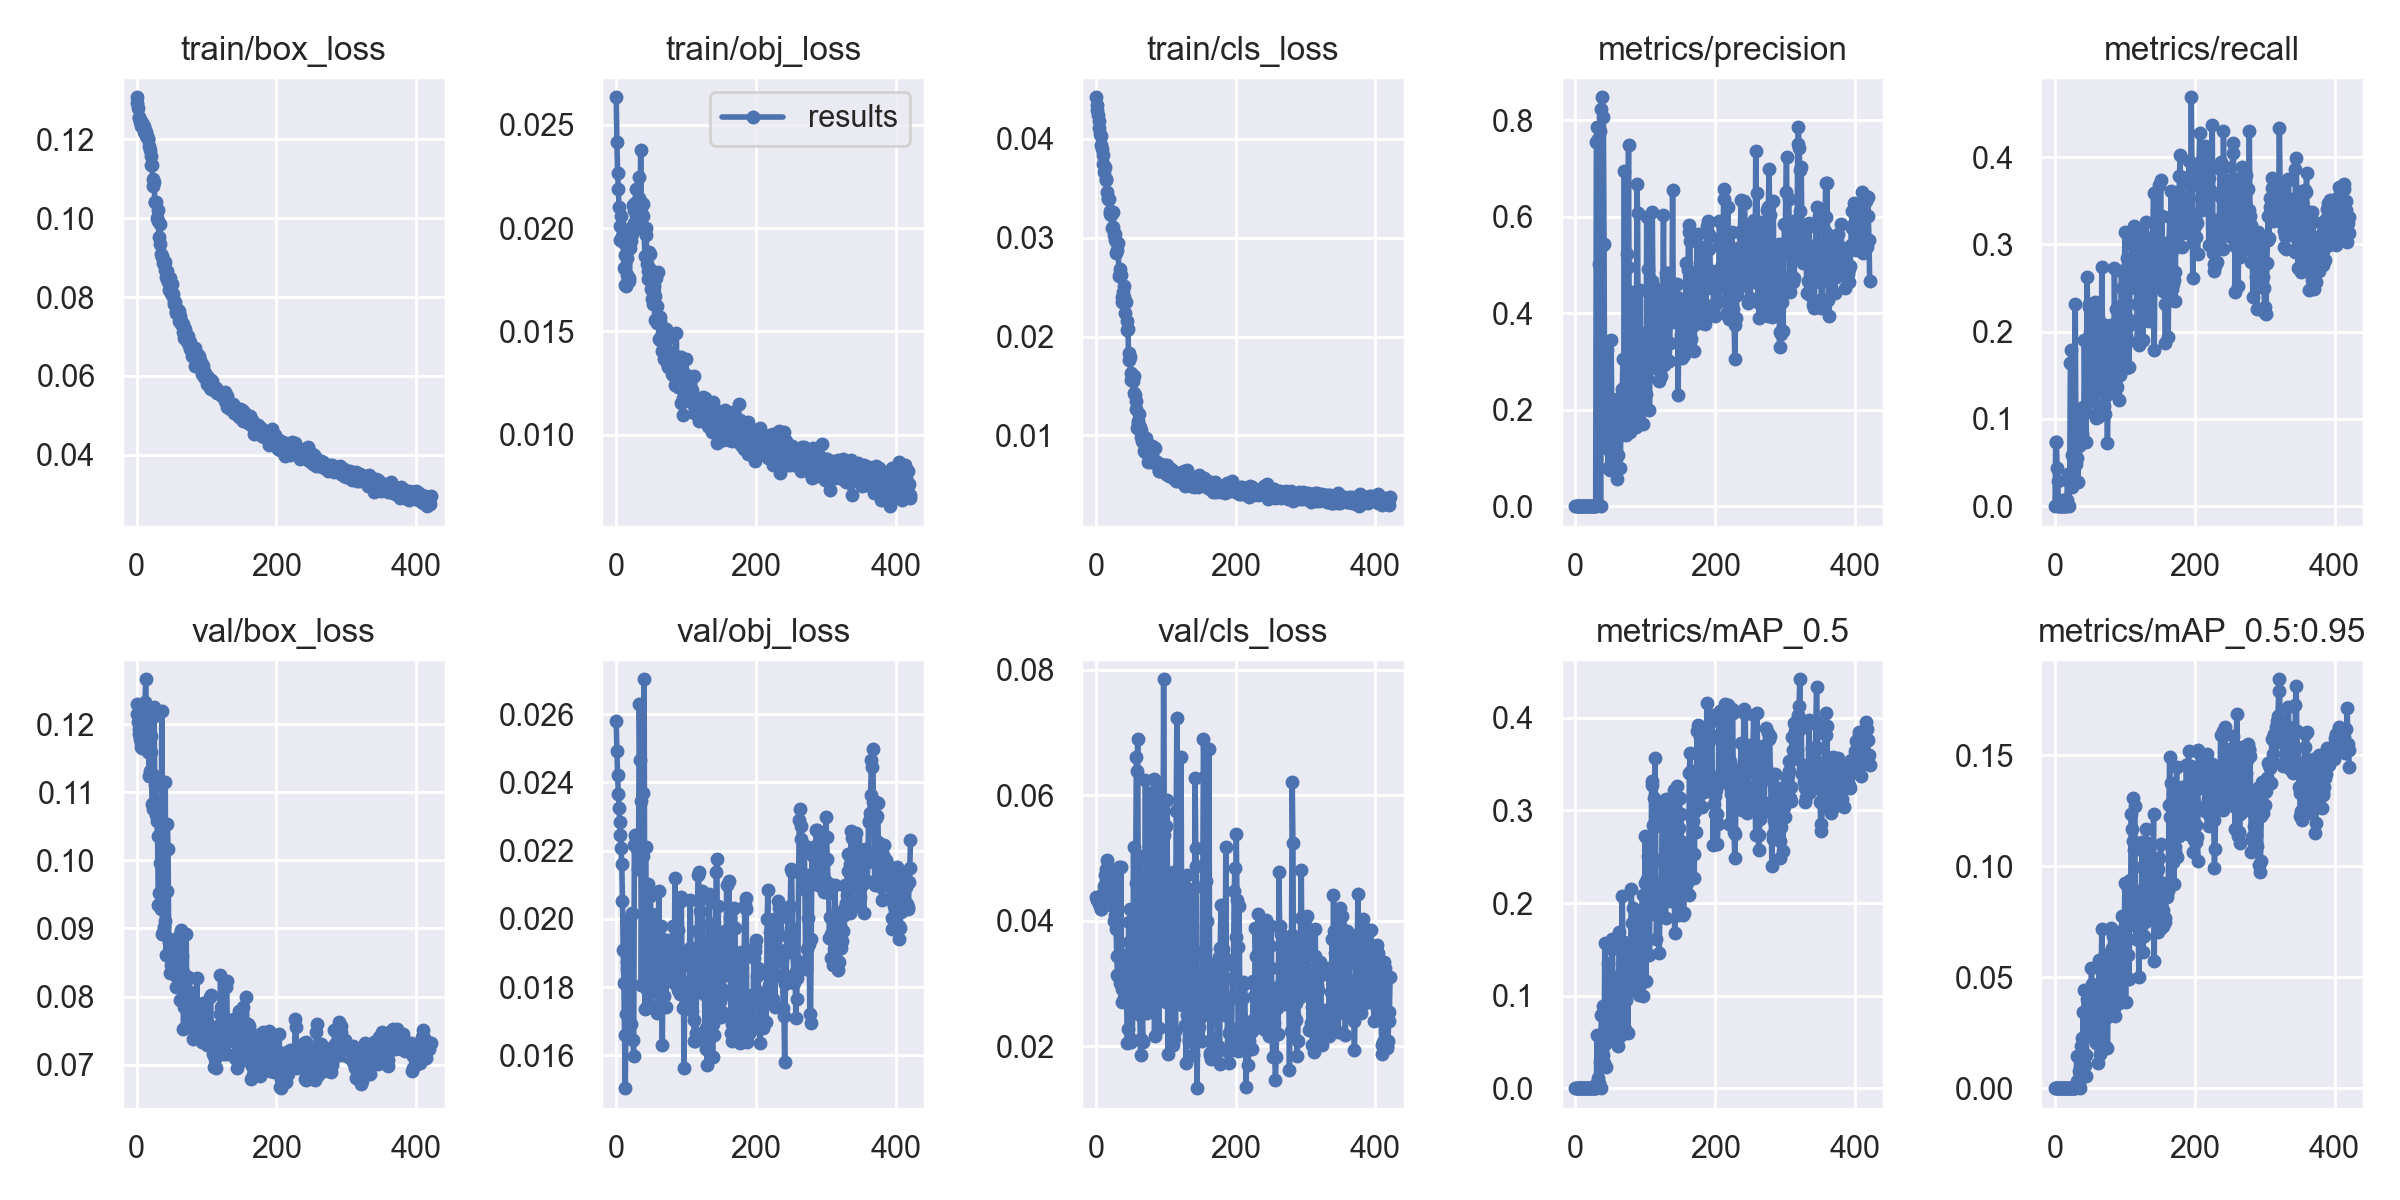 train/box_loss
train/obj_loss
train/cls_loss
metrics/precision
metrics/recall
0.12
0.10
0.08
0.06
0.04
0 200 400
results
0.025
0.020
0.015
0.010
0 200 400
0.04
0.03
0.02
0.01
0 200 400
0.8
0.6
0.4
0.2
0.0
0 200 400
0.4
0.3
0.2
0.1
0.0
0 200 400
val/box_loss
val/obj_loss
val/cls_loss
metrics/mAP_0.5
metrics/mAP_0.5:0.95
0.12
0.11
0.10
0.09
0.08
0.07
0 200 400
0.026
0.024
0.022
0.020
0.018
0.016
0 200 400
0.08
0.06
0.04
0.02
0 200 400
0.4
0.3
0.2
0.1
0.0
0 200 400
0.15
0.10
0.05
0.00
0 200 400